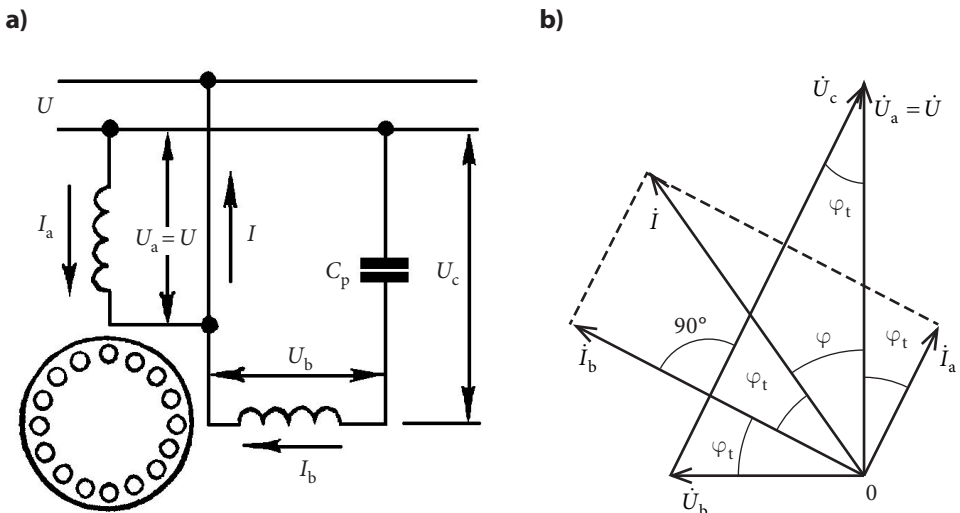 a)
U
I_a
U_a = U
I
C_p
U_c
U_b
I_b
b)
U̇_c
U̇_a = U̇
φ_t
İ
90°
φ
φ_t
İ_b
φ_t
İ_a
φ_t
U̇_b
0